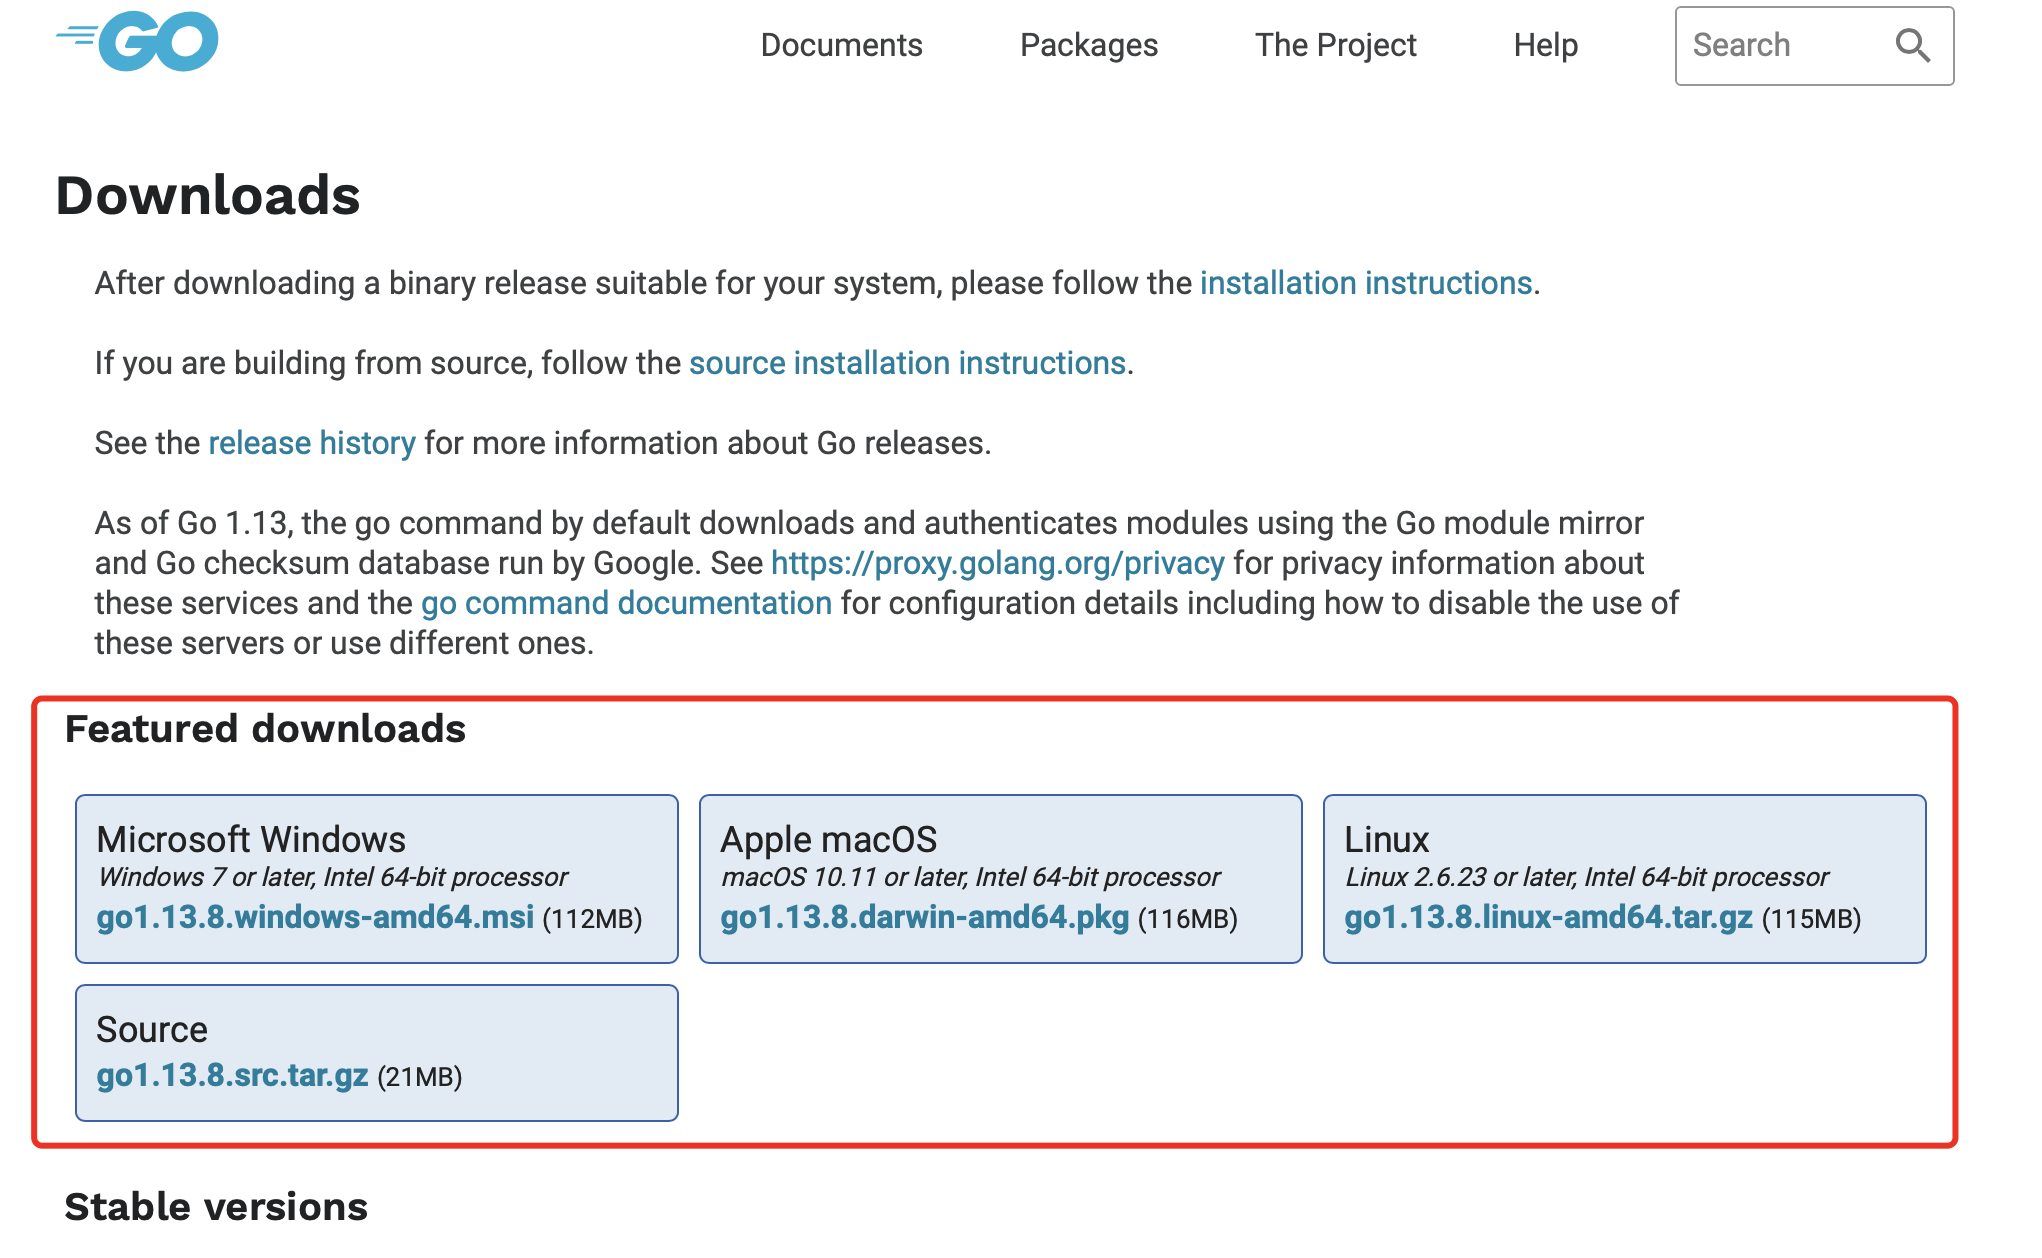 GO
Documents Packages The Project Help Search
Downloads
After downloading a binary release suitable for your system, please follow the installation instructions.
If you are building from source, follow the source installation instructions.
See the release history for more information about Go releases.
As of Go 1.13, the go command by default downloads and authenticates modules using the Go module mirror
and Go checksum database run by Google. See https://proxy.golang.org/privacy for privacy information about
these services and the go command documentation for configuration details including how to disable the use of
these servers or use different ones.
Featured downloads
Microsoft Windows
Windows 7 or later, Intel 64-bit processor
go1.13.8.windows-amd64.msi (112MB)
Apple macOS
macOS 10.11 or later, Intel 64-bit processor
go1.13.8.darwin-amd64.pkg (116MB)
Linux
Linux 2.6.23 or later, Intel 64-bit processor
go1.13.8.linux-amd64.tar.gz (115MB)
Source
go1.13.8.src.tar.gz (21MB)
Stable versions